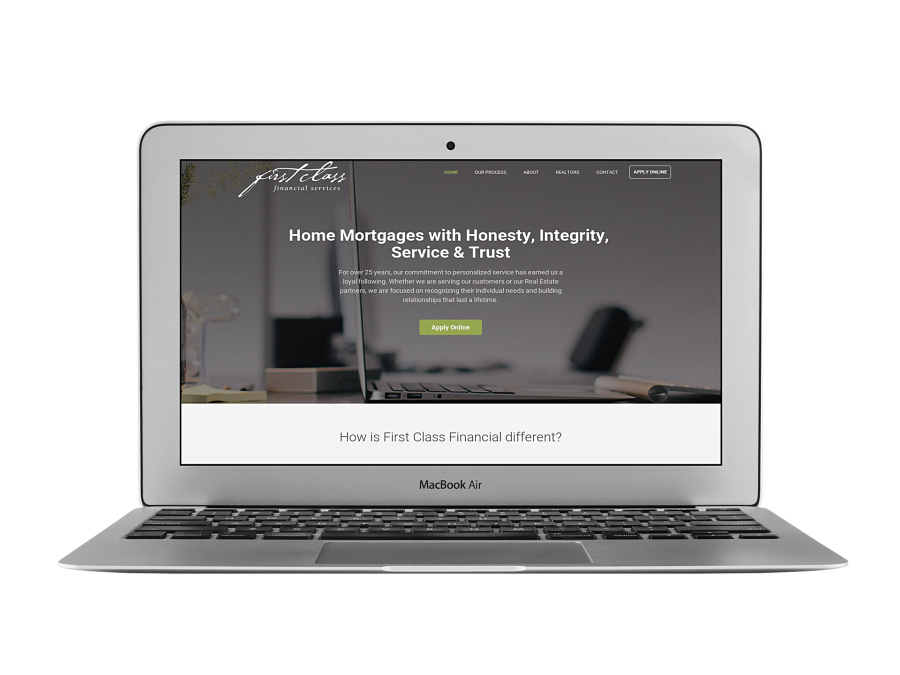 first class
financial services
HOME OUR PROCESS ABOUT REALTORS CONTACT APPLY ONLINE
Home Mortgages with Honesty, Integrity,
Service & Trust
For over 25 years, our commitment to personalized service has earned us a
loyal following. Whether we are serving our customers or our Real Estate
partners, we are focused on recognizing their individual needs and building
relationships that last a lifetime.
Apply Online
How is First Class Financial different?
MacBook Air